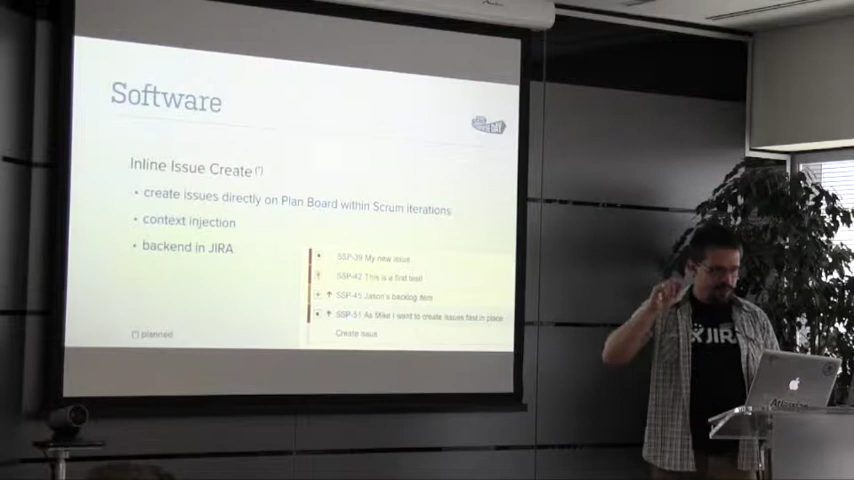 Software
Inline Issue Create (*)
• create issues directly on Plan Board within Scrum iterations
• context injection
• backend in JIRA
SSP-39 My new issue
SSP-42 This is a first test!
SSP-45 Jason's backlog item
SSP-51 As Mike I want to create issues fast in place
Create issue
(*) planned
JIRA
Atlassian